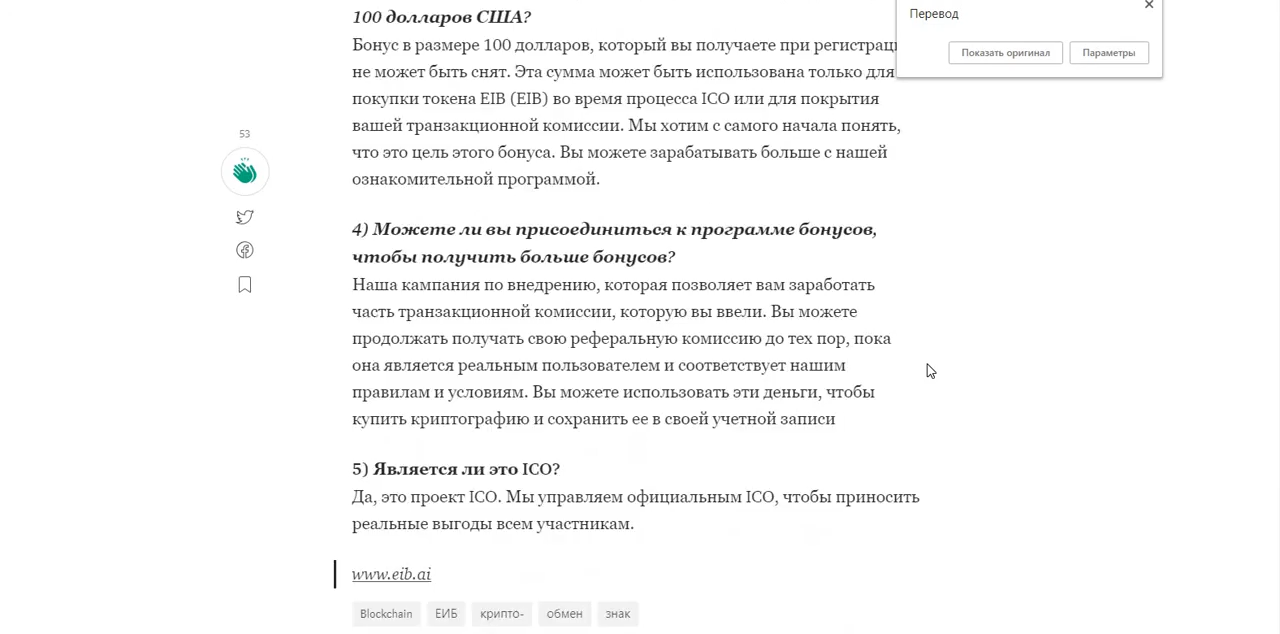 100 долларов США?
Перевод
Бонус в размере 100 долларов, который вы получаете при
не может быть снят. Эта сумма может быть использована только для
Показать оригинал
Параметры
покупки токена EIB (EIB) во время процесса ICO или для покрытия
вашей транзакционной комиссии. Мы хотим с самого начала понять,
53
что это цель этого бонуса. Вы можете зарабатывать больше с нашей
ознакомительной программой.
4) Можете ли вы присоединиться к программе бонусов,
чтобы получить больше бонусов?
Наша кампания по внедрению, которая позволяет вам заработать
часть транзакционной комиссии, которую вы ввели. Вы можете
продолжать получать свою реферальную комиссию до тех пор, пока
она является реальным пользователем и соответствует нашим
правилам и условиям. Вы можете использовать эти деньги, чтобы
купить криптографию и сохранить ее в своей учетной записи
5) Является ли это ICO?
Да, это проект ICO. Мы управляем официальным ICO, чтобы приносить
реальные выгоды всем участникам.
www.eib.ai
Blockchain
ЕИБ
крипто-
обмен
знак